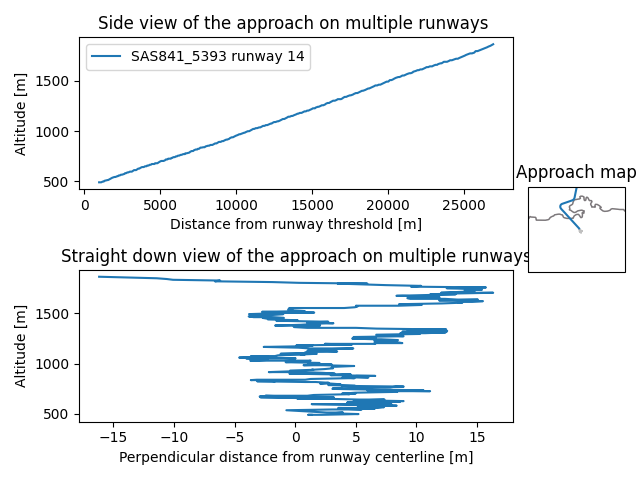 Side view of the approach on multiple runways
SAS841_5393 runway 14
Altitude [m]
1500
1000
500
0
5000
10000
15000
20000
25000
Distance from runway threshold [m]
Approach map
Straight down view of the approach on multiple runways
Altitude [m]
1500
1000
500
−15
−10
−5
0
5
10
15
Perpendicular distance from runway centerline [m]